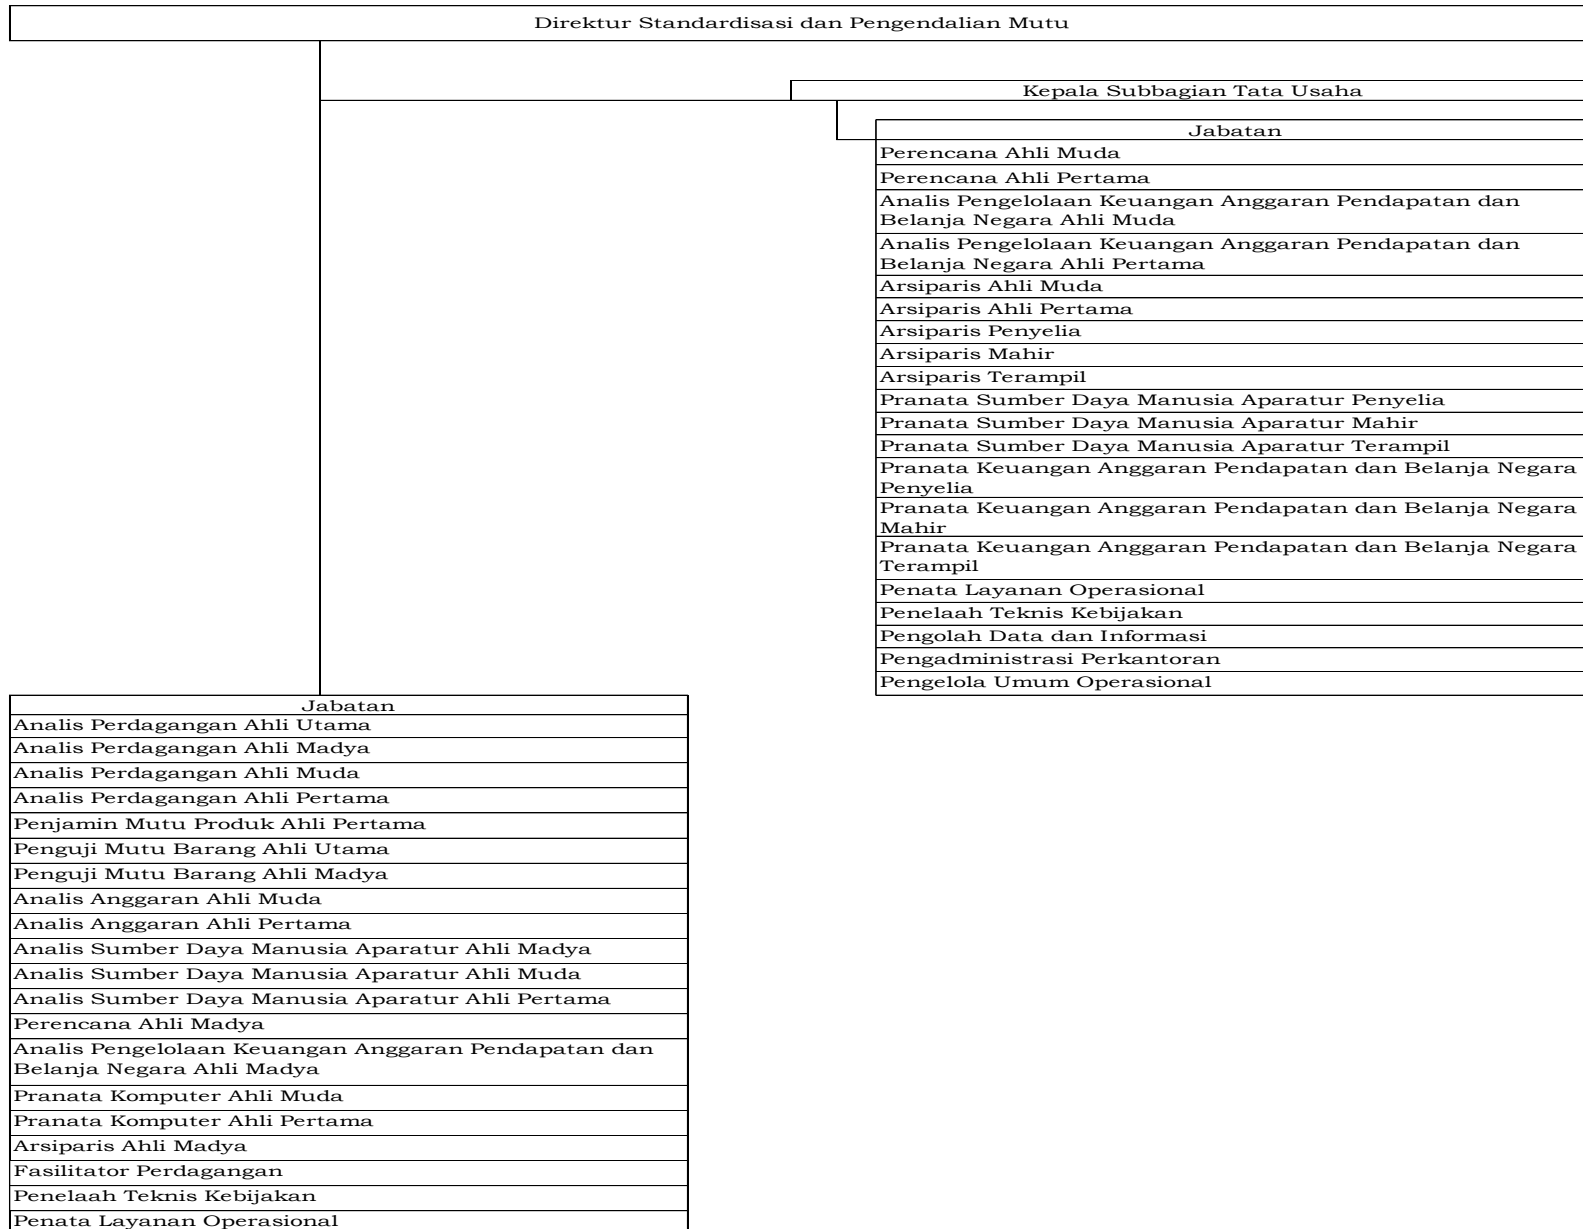 Direktur Standardisasi dan Pengendalian Mutu
Kepala Subbagian Tata Usaha
Jabatan
Perencana Ahli Muda
Perencana Ahli Pertama
Analis Pengelolaan Keuangan Anggaran Pendapatan dan
Belanja Negara Ahli Muda
Analis Pengelolaan Keuangan Anggaran Pendapatan dan
Belanja Negara Ahli Pertama
Arsiparis Ahli Muda
Arsiparis Ahli Pertama
Arsiparis Penyelia
Arsiparis Mahir
Arsiparis Terampil
Pranata Sumber Daya Manusia Aparatur Penyelia
Pranata Sumber Daya Manusia Aparatur Mahir
Pranata Sumber Daya Manusia Aparatur Terampil
Pranata Keuangan Anggaran Pendapatan dan Belanja Negara
Penyelia
Pranata Keuangan Anggaran Pendapatan dan Belanja Negara
Mahir
Pranata Keuangan Anggaran Pendapatan dan Belanja Negara
Terampil
Penata Layanan Operasional
Penelaah Teknis Kebijakan
Pengolah Data dan Informasi
Pengadministrasi Perkantoran
Pengelola Umum Operasional
Jabatan
Analis Perdagangan Ahli Utama
Analis Perdagangan Ahli Madya
Analis Perdagangan Ahli Muda
Analis Perdagangan Ahli Pertama
Penjamin Mutu Produk Ahli Pertama
Penguji Mutu Barang Ahli Utama
Penguji Mutu Barang Ahli Madya
Analis Anggaran Ahli Muda
Analis Anggaran Ahli Pertama
Analis Sumber Daya Manusia Aparatur Ahli Madya
Analis Sumber Daya Manusia Aparatur Ahli Muda
Analis Sumber Daya Manusia Aparatur Ahli Pertama
Perencana Ahli Madya
Analis Pengelolaan Keuangan Anggaran Pendapatan dan
Belanja Negara Ahli Madya
Pranata Komputer Ahli Muda
Pranata Komputer Ahli Pertama
Arsiparis Ahli Madya
Fasilitator Perdagangan
Penelaah Teknis Kebijakan
Penata Layanan Operasional